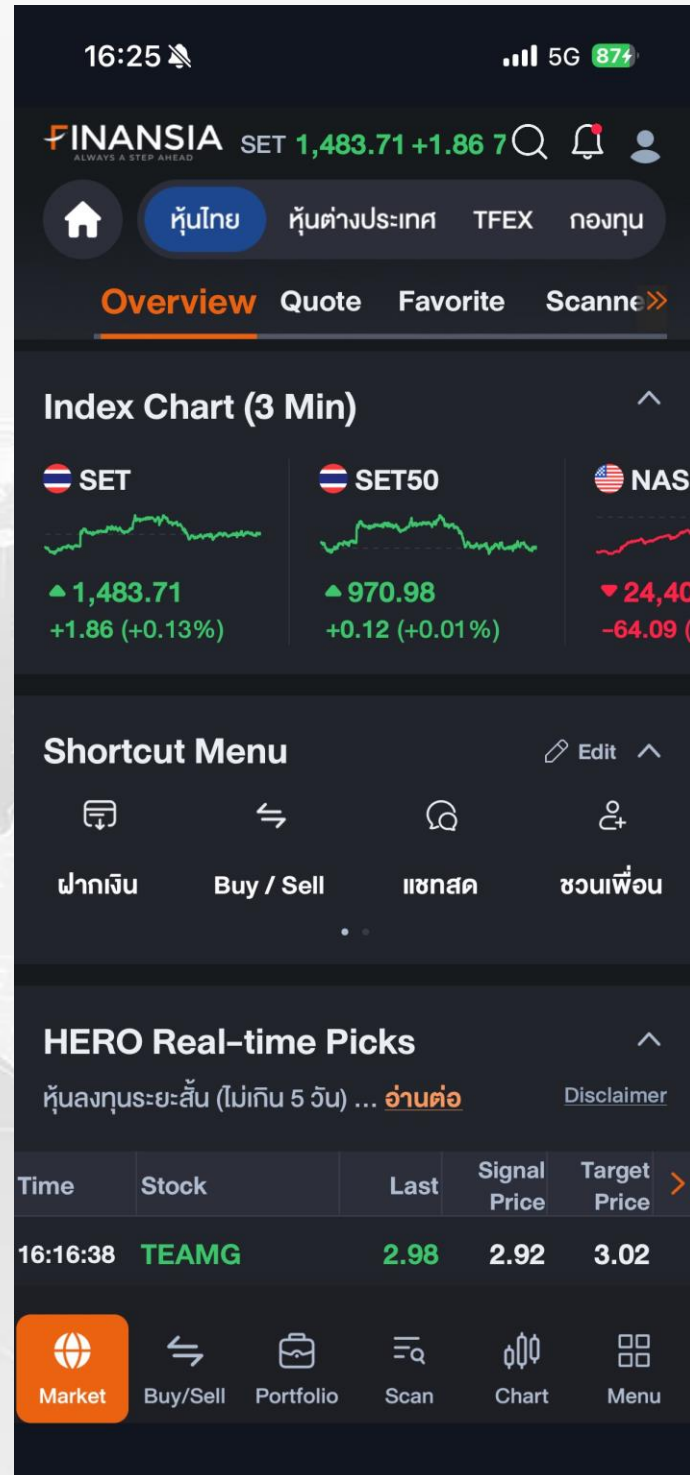 16:25 5G 87
FINANSIA SET 1,483.71 +1.86 7
ALWAYS A STEP AHEAD
หุ้นไทย หุ้นต่างประเทศ TFEX กองทุน
Overview Quote Favorite Scanne
Index Chart (3 Min)
SET SET50 NAS
1,483.71 970.98 24,40
+1.86 (+0.13%) +0.12 (+0.01%) -64.09 (
Shortcut Menu Edit
ฝากเงิน Buy / Sell แชทสด ชวนเพื่อน
HERO Real-time Picks
หุ้นลงทุนระยะสั้น (ไม่เกิน 5 วัน) ... อ่านต่อ Disclaimer
Time Stock Last Signal Price Target Price
16:16:38 TEAMG 2.98 2.92 3.02
Market Buy/Sell Portfolio Scan Chart Menu